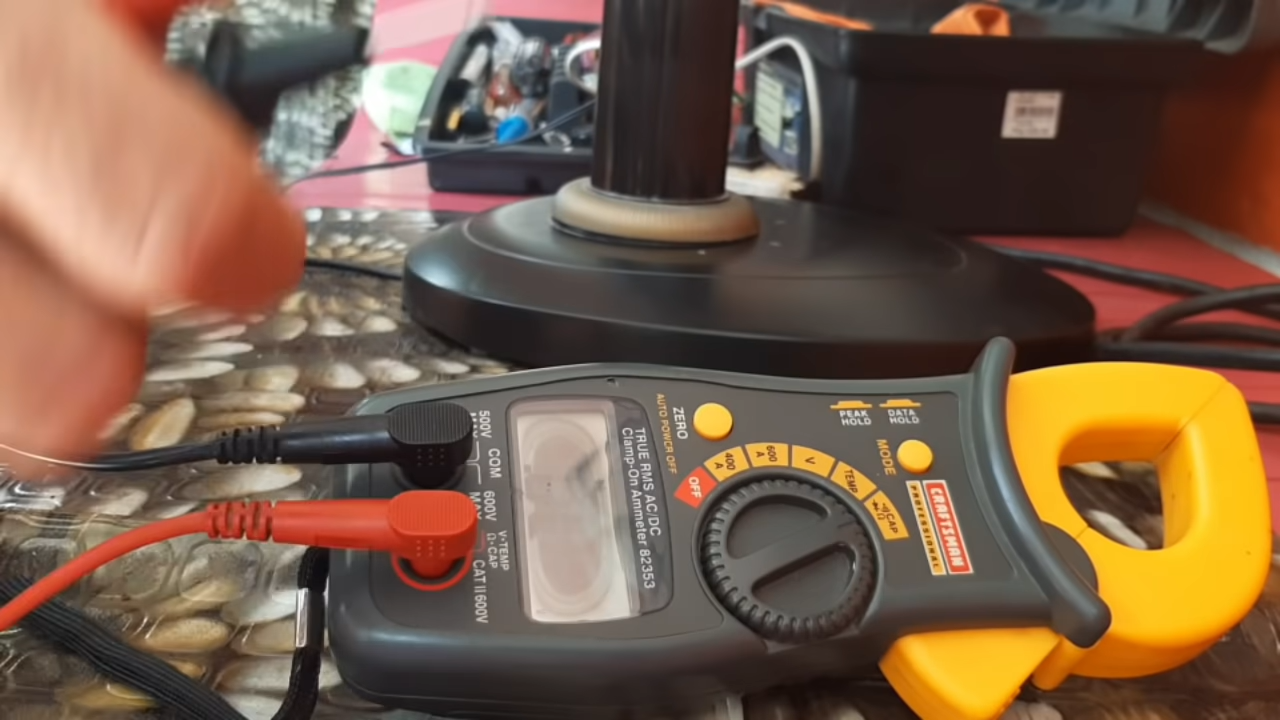 500V
MAX
COM
600V
MAX
V·TEMP
Ω·CAP
CAT II 600V
TRUE RMS AC/DC
Clamp-On Ammeter 82353
ZERO
AUTO POWER OFF
OFF
400
A
600
A
V
TEMP
CAP
Ω
PEAK
HOLD
DATA
HOLD
MODE
CRAFTSMAN
PROFESSIONAL